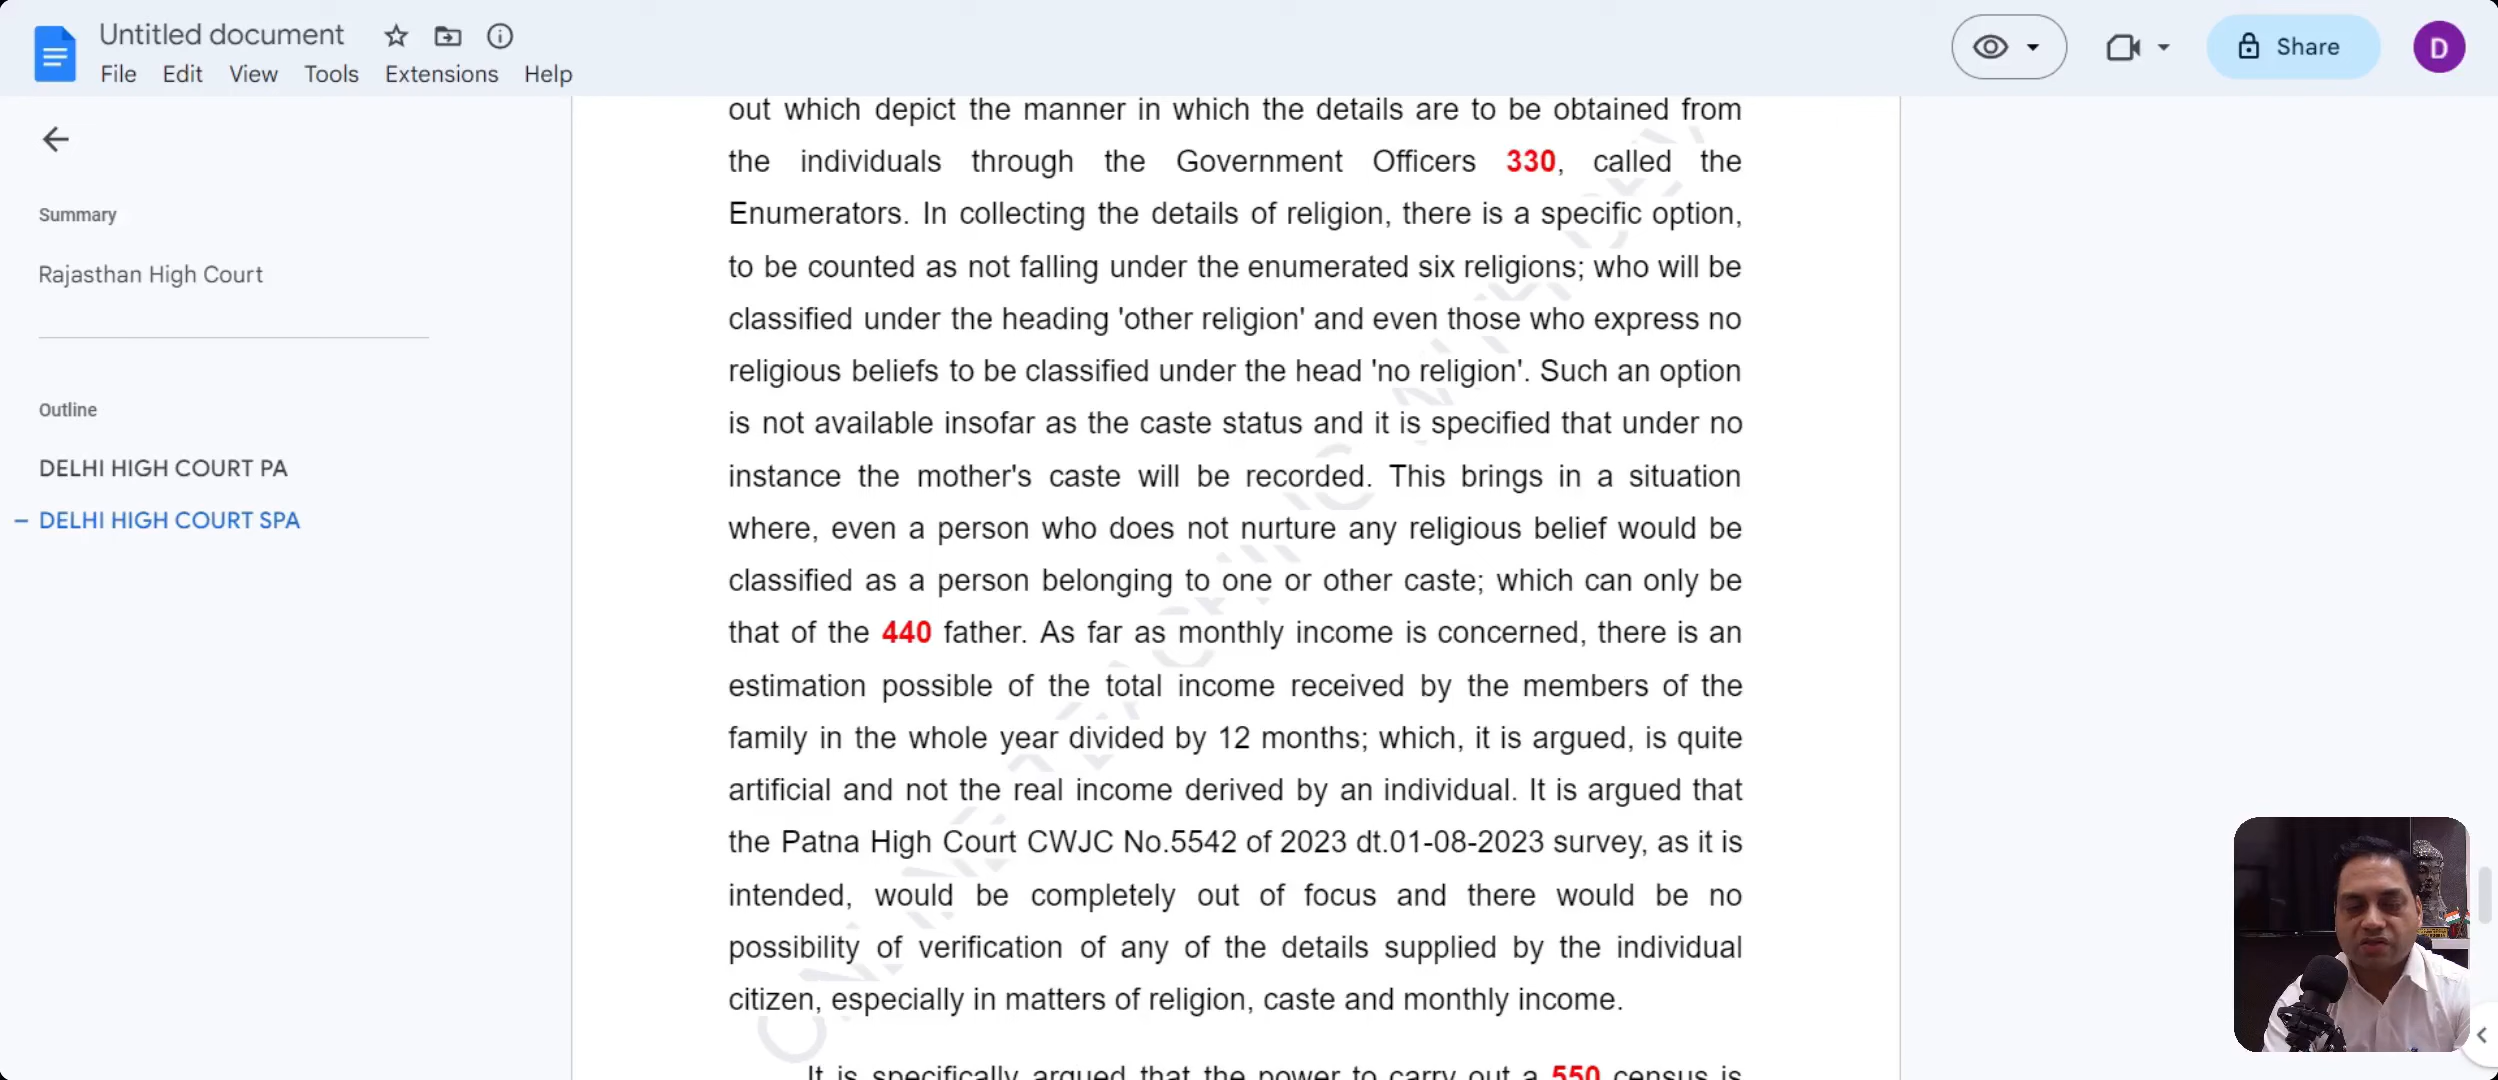 Untitled document
File Edit View Tools Extensions Help
Share
D
Summary
Rajasthan High Court
Outline
DELHI HIGH COURT PA
DELHI HIGH COURT SPA
out which depict the manner in which the details are to be obtained from
the individuals through the Government Officers 330, called the
Enumerators. In collecting the details of religion, there is a specific option,
to be counted as not falling under the enumerated six religions; who will be
classified under the heading 'other religion' and even those who express no
religious beliefs to be classified under the head 'no religion'. Such an option
is not available insofar as the caste status and it is specified that under no
instance the mother's caste will be recorded. This brings in a situation
where, even a person who does not nurture any religious belief would be
classified as a person belonging to one or other caste; which can only be
that of the 440 father. As far as monthly income is concerned, there is an
estimation possible of the total income received by the members of the
family in the whole year divided by 12 months; which, it is argued, is quite
artificial and not the real income derived by an individual. It is argued that
the Patna High Court CWJC No.5542 of 2023 dt.01-08-2023 survey, as it is
intended, would be completely out of focus and there would be no
possibility of verification of any of the details supplied by the individual
citizen, especially in matters of religion, caste and monthly income.
It is specifically argued that the power to carry out a 550 census is